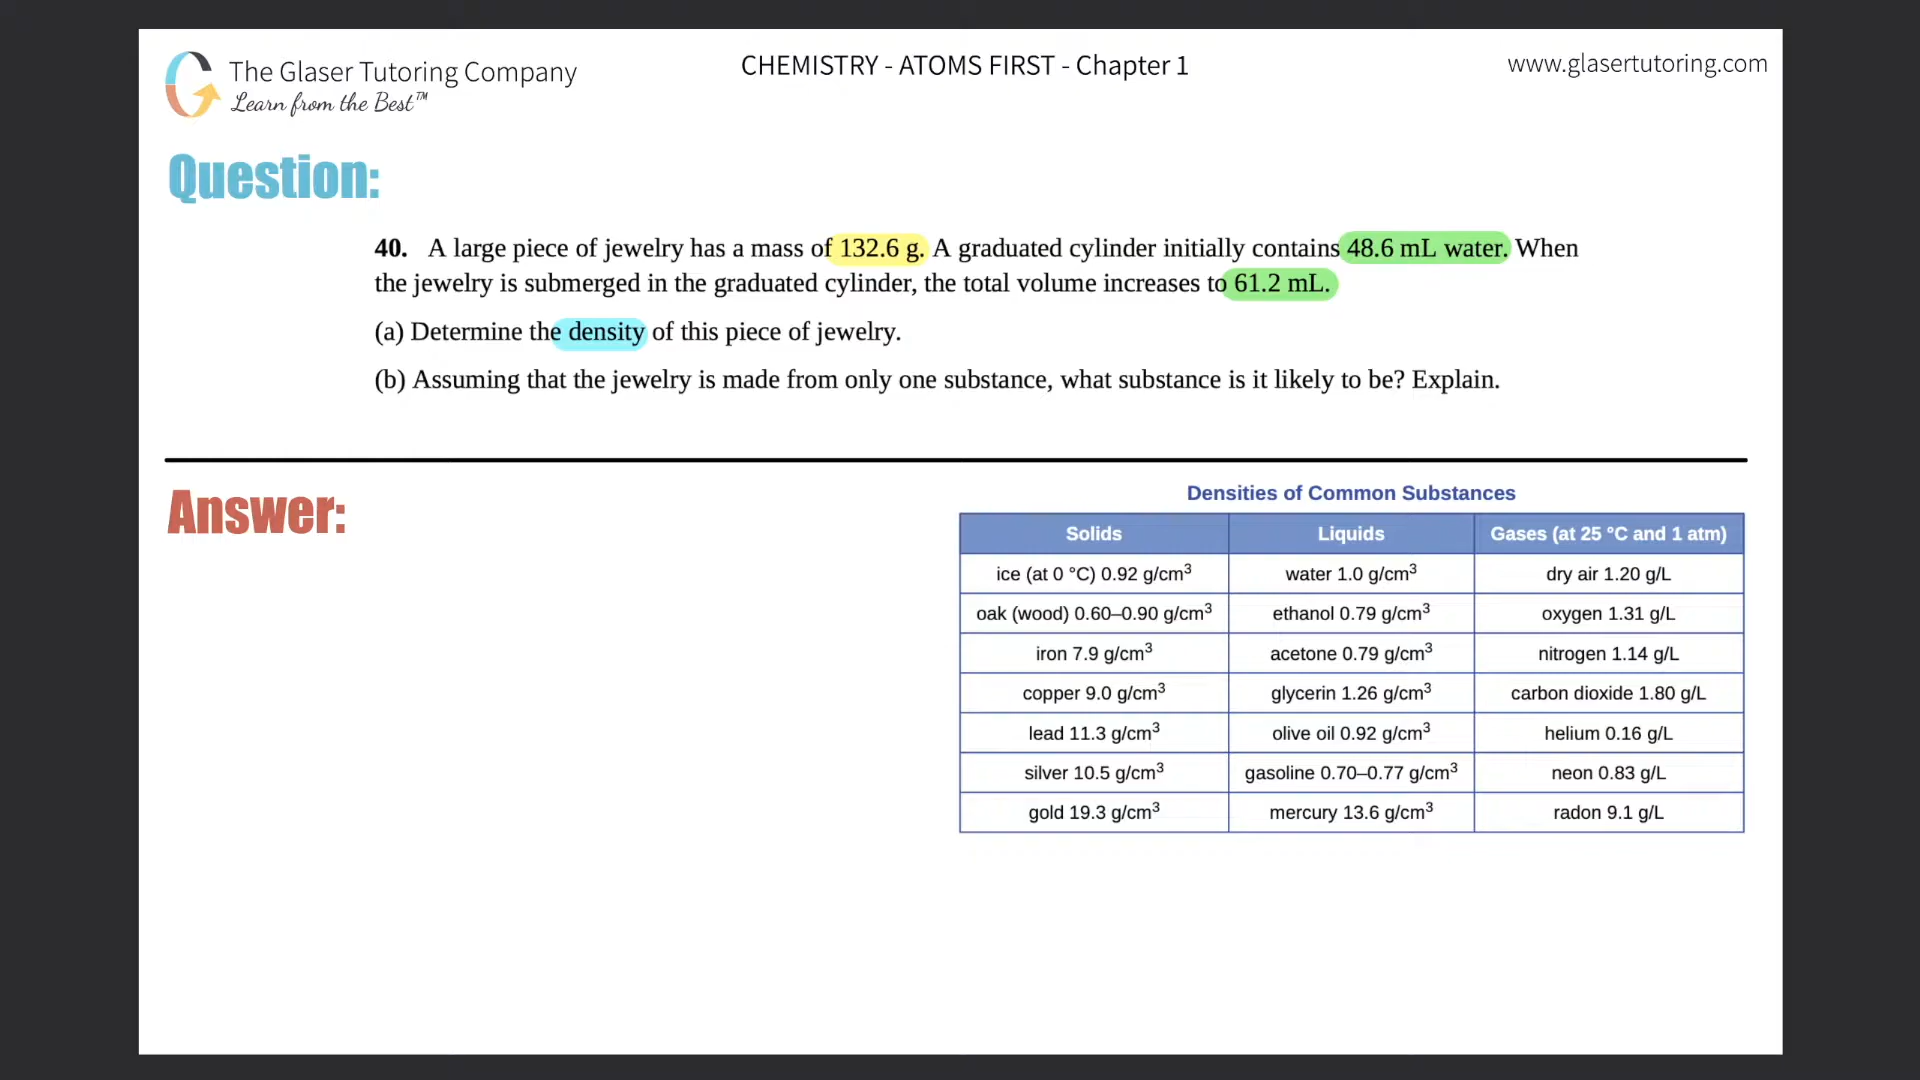 The Glaser Tutoring Company
Learn from the Best™
CHEMISTRY - ATOMS FIRST - Chapter 1
www.glasertutoring.com
Question:
40. A large piece of jewelry has a mass of 132.6 g. A graduated cylinder initially contains 48.6 mL water. When
the jewelry is submerged in the graduated cylinder, the total volume increases to 61.2 mL.
(a) Determine the density of this piece of jewelry.
(b) Assuming that the jewelry is made from only one substance, what substance is it likely to be? Explain.
Answer:
Densities of Common Substances
Solids Liquids Gases (at 25 °C and 1 atm)
ice (at 0 °C) 0.92 g/cm³ water 1.0 g/cm³ dry air 1.20 g/L
oak (wood) 0.60–0.90 g/cm³ ethanol 0.79 g/cm³ oxygen 1.31 g/L
iron 7.9 g/cm³ acetone 0.79 g/cm³ nitrogen 1.14 g/L
copper 9.0 g/cm³ glycerin 1.26 g/cm³ carbon dioxide 1.80 g/L
lead 11.3 g/cm³ olive oil 0.92 g/cm³ helium 0.16 g/L
silver 10.5 g/cm³ gasoline 0.70–0.77 g/cm³ neon 0.83 g/L
gold 19.3 g/cm³ mercury 13.6 g/cm³ radon 9.1 g/L